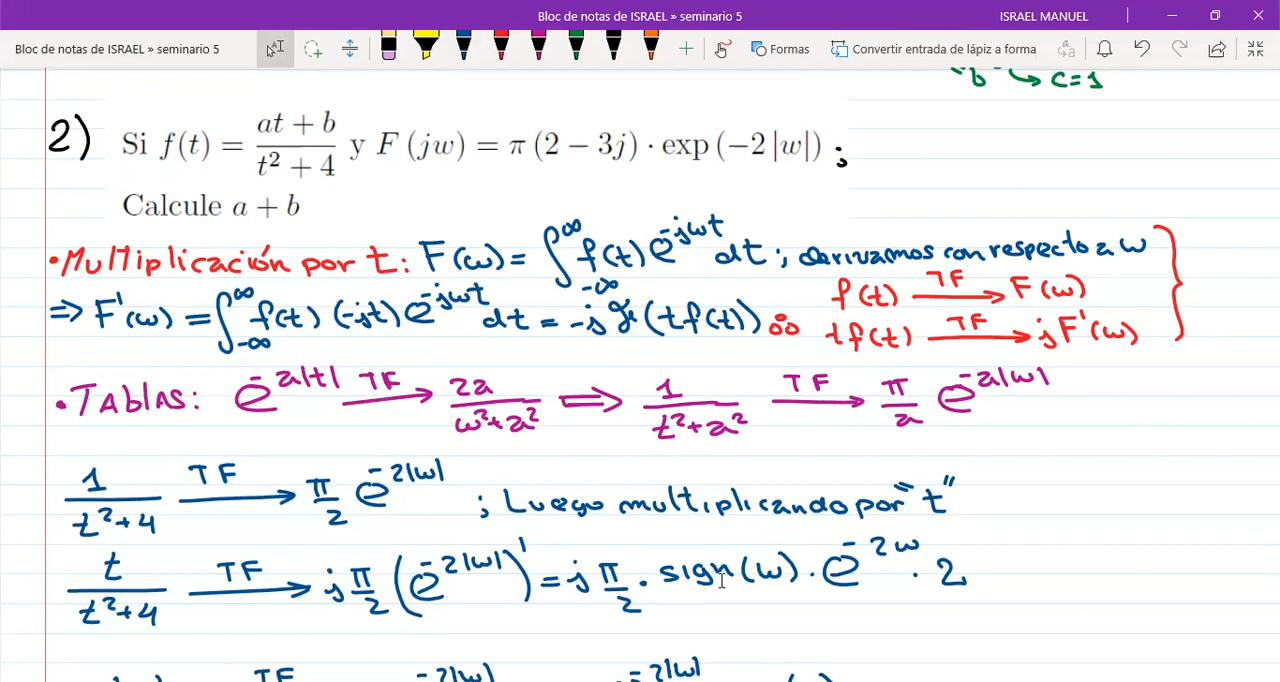 Bloc de notas de ISRAEL » seminario 5
ISRAEL MANUEL
Bloc de notas de ISRAEL » seminario 5
Formas
Convertir entrada de lápiz a forma
b → c=1
2) Si f(t) = (at + b)/(t² + 4) y F (jw) = π (2 − 3j) · exp (−2 |w|) ;
Calcule a + b
• Multiplicación por t: F(ω) = ∫_{-∞}^{∞} f(t) e^{-jωt} dt ; derivamos con respecto a ω
⇒ F'(ω) = ∫_{-∞}^{∞} f(t) (-jt) e^{-jωt} dt = -j ℱ(t f(t)) ∴
f(t) —TF→ F(ω)
t f(t) —TF→ j F'(ω)
• TABLAS: e^{-a|t|} —TF→ 2a/(ω²+a²) ⇒ 1/(t²+a²) —TF→ π/a e^{-a|ω|}
1/(t²+4) —TF→ π/2 e^{-2|ω|} ; Luego multiplicando por "t"
t/(t²+4) —TF→ j π/2 (e^{-2|ω|})' = j π/2 · sign(ω) · e^{-2ω} · 2
TF e^{-2|ω|} e^{-2|ω|}